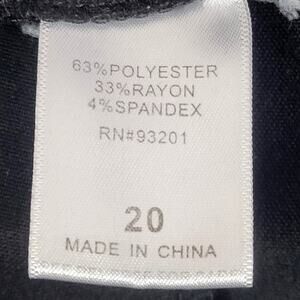 63%POLYESTER
33%RAYON
4%SPANDEX
RN#93201
20
MADE IN CHINA